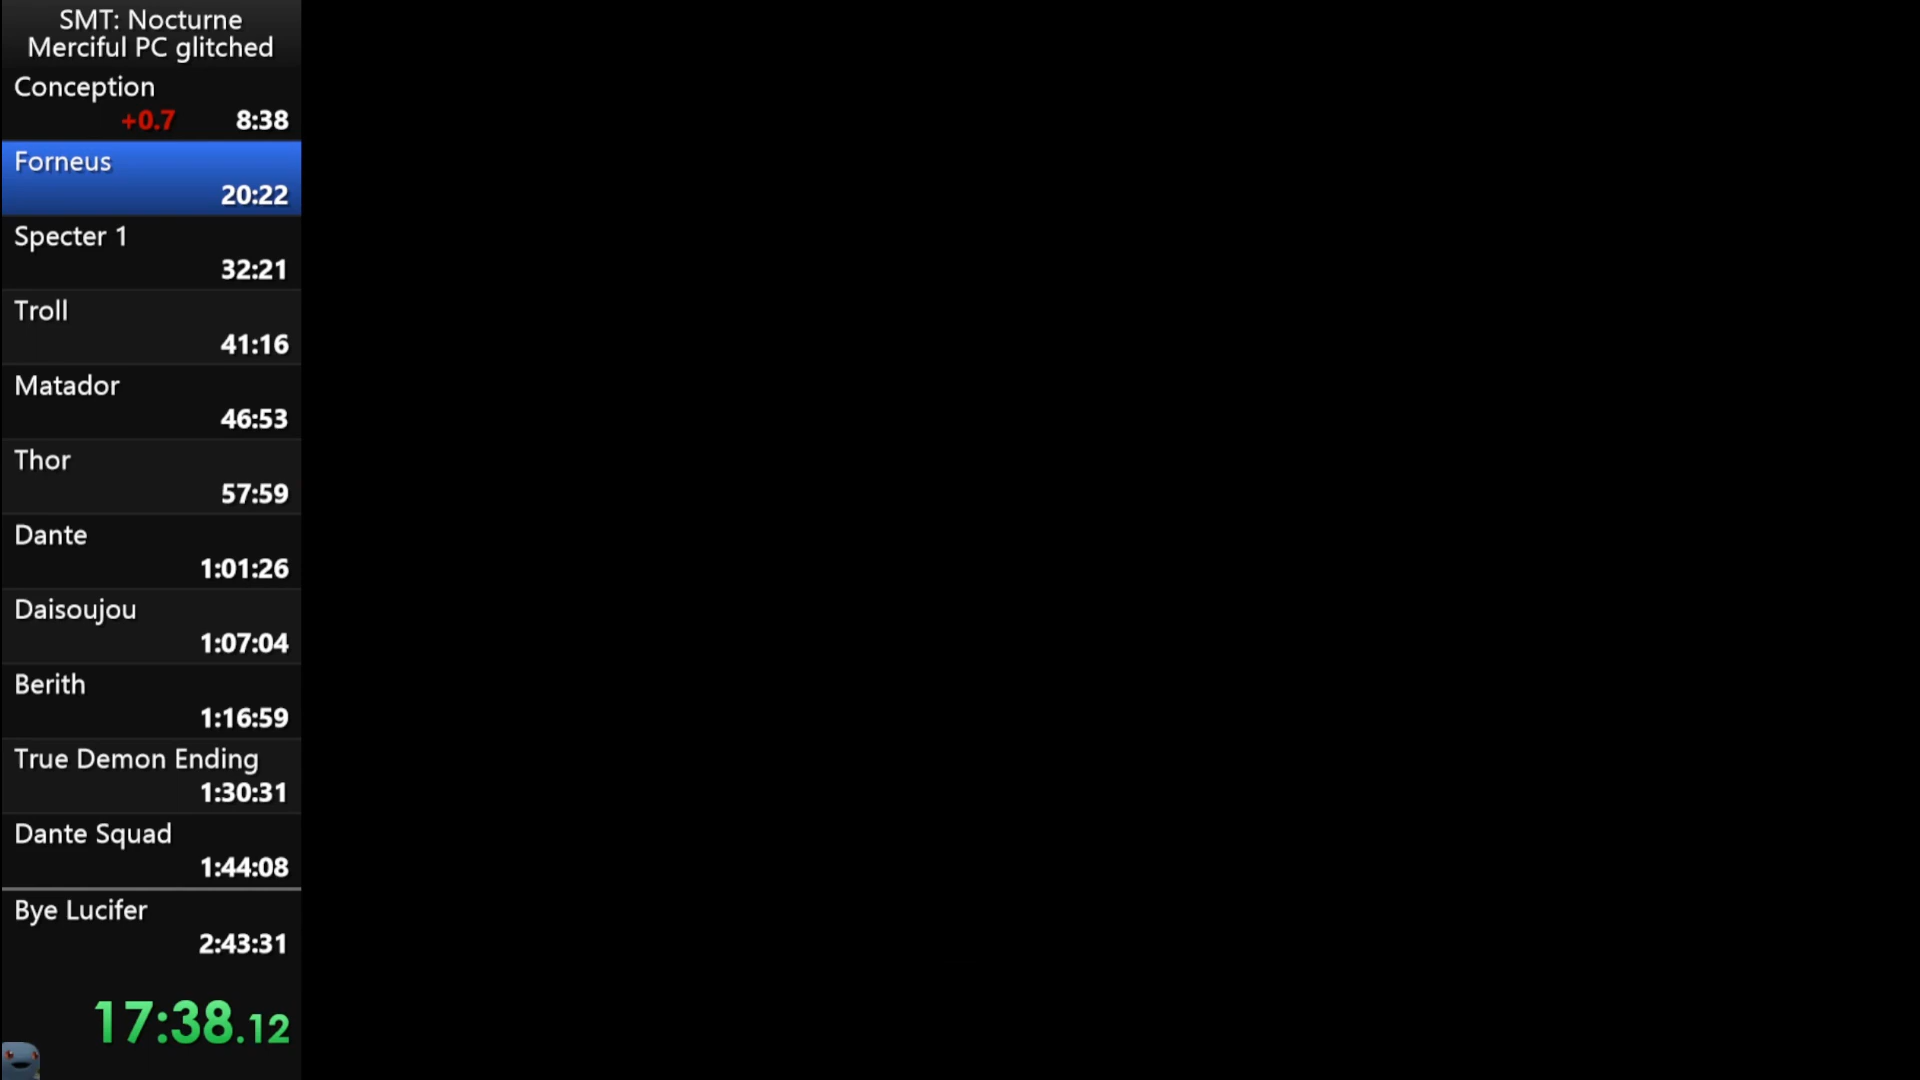 SMT: Nocturne
Merciful PC glitched
Conception
+0.7 8:38
Forneus
20:22
Specter 1
32:21
Troll
41:16
Matador
46:53
Thor
57:59
Dante
1:01:26
Daisoujou
1:07:04
Berith
1:16:59
True Demon Ending
1:30:31
Dante Squad
1:44:08
Bye Lucifer
2:43:31
17:38.12